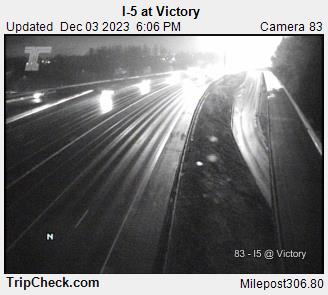 I-5 at Victory
Updated Dec 03 2023 6:06 PM Camera 83
T
N
83 - I5 @ Victory
TripCheck.com Milepost306.80